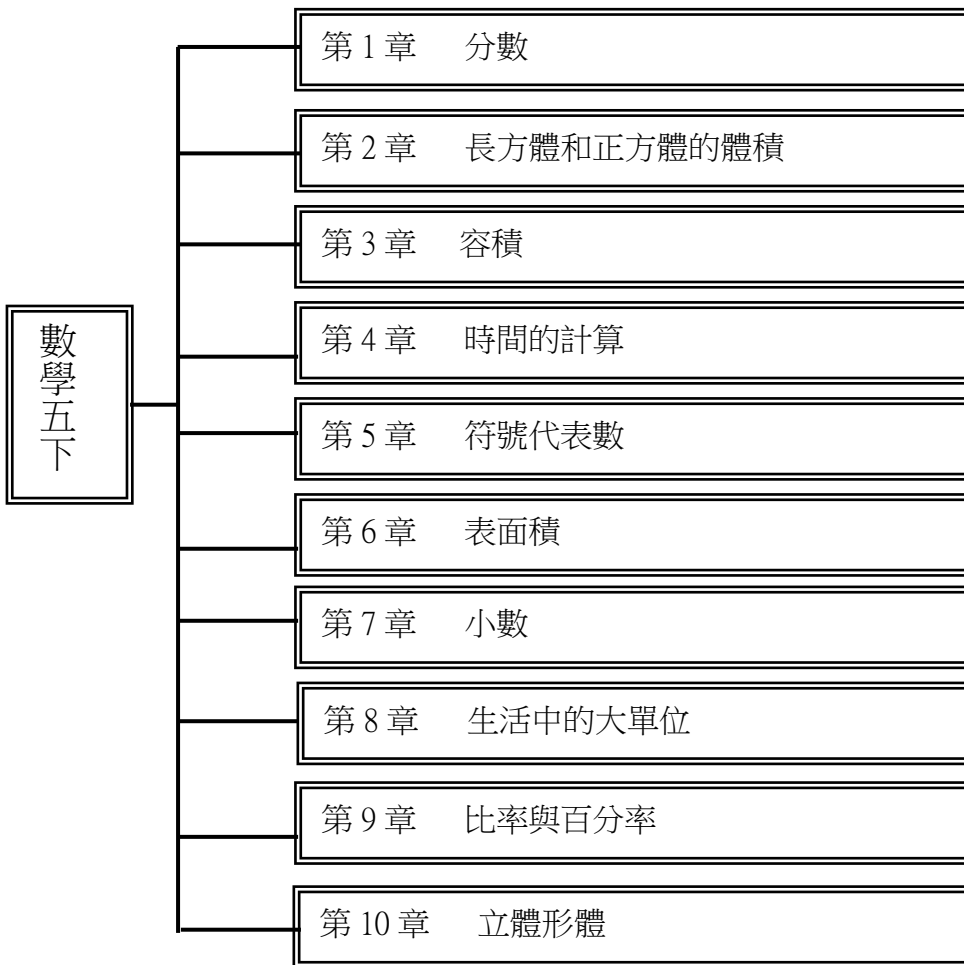 數學五下
第 1 章 分數
第 2 章 長方體和正方體的體積
第 3 章 容積
第 4 章 時間的計算
第 5 章 符號代表數
第 6 章 表面積
第 7 章 小數
第 8 章 生活中的大單位
第 9 章 比率與百分率
第 10 章 立體形體